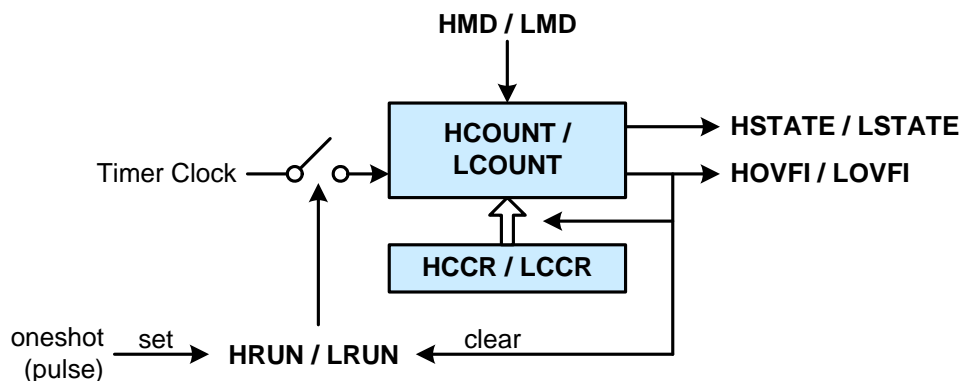 HMD / LMD
HCOUNT /
LCOUNT
HSTATE / LSTATE
HOVFI / LOVFI
Timer Clock
HCCR / LCCR
oneshot
(pulse)
set
HRUN / LRUN
clear